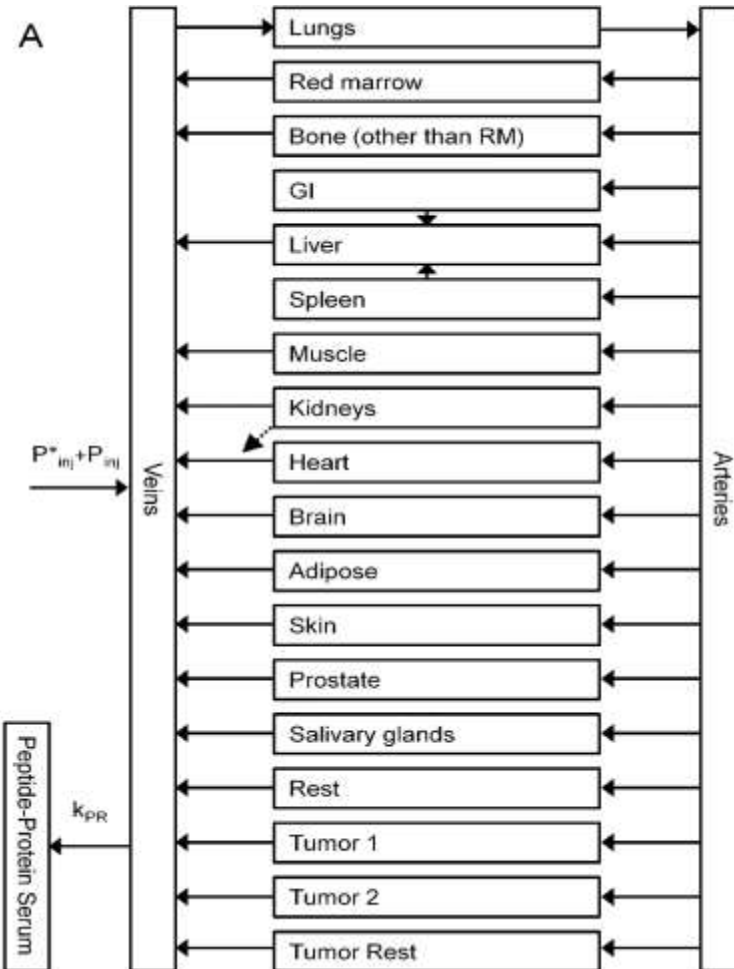 A
Lungs
Red marrow
Bone (other than RM)
GI
Liver
Spleen
Muscle
Kidneys
Heart
Brain
Adipose
Skin
Prostate
Salivary glands
Rest
Tumor 1
Tumor 2
Tumor Rest
P*inj+Pinj
Veins
Arteries
kPR
Peptide-Protein Serum